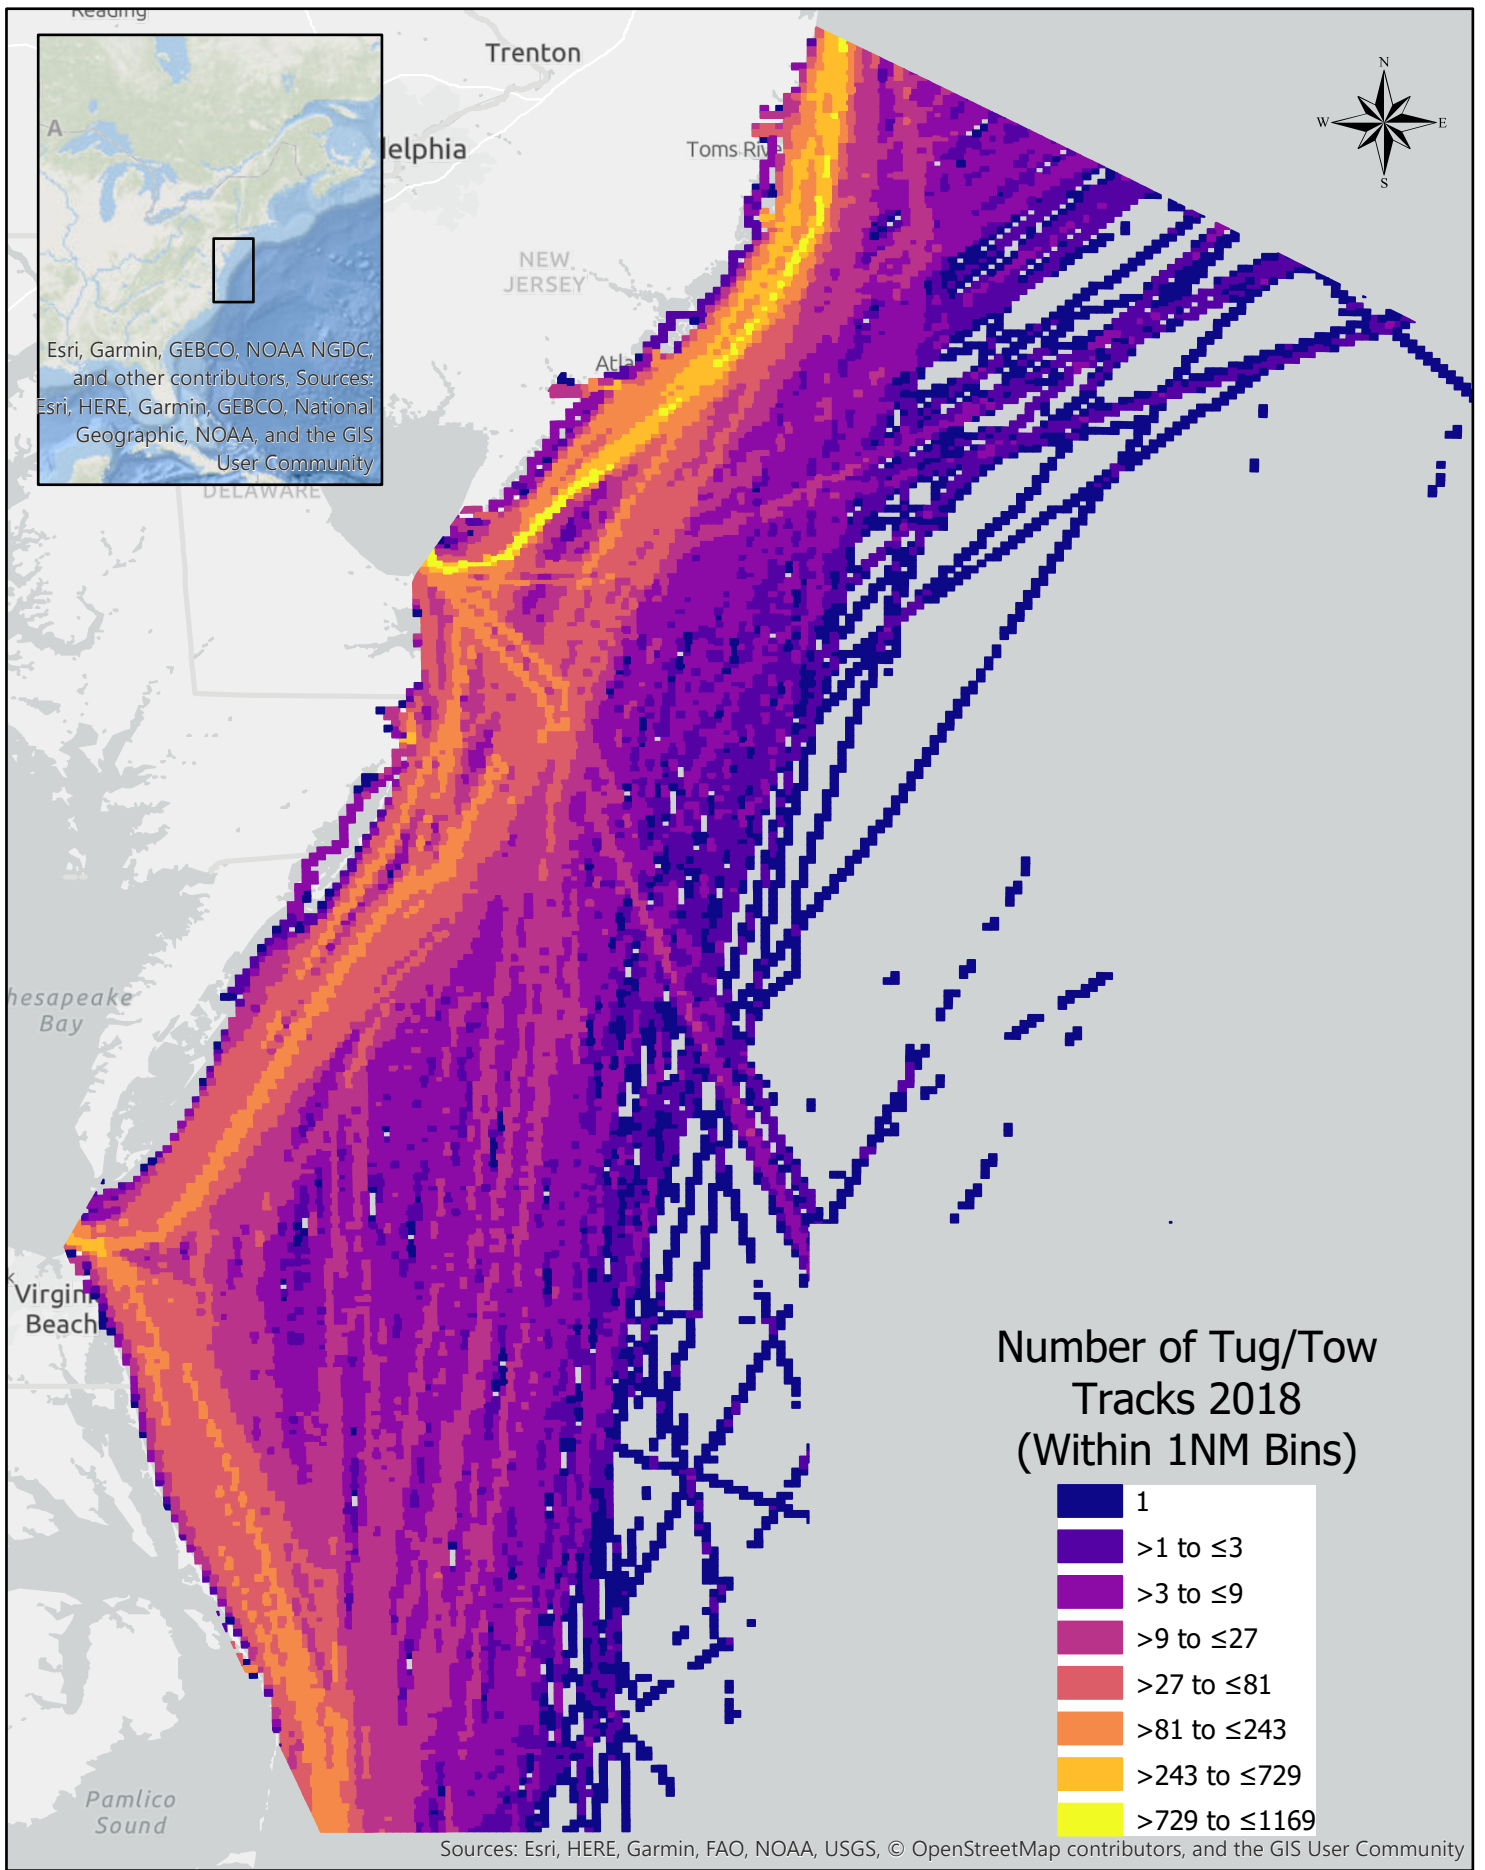 Reading
Trenton
N
W
E
S
A
lelphia
Toms Rive
NEW
JERSEY
Esri, Garmin, GEBCO, NOAA NGDC,
and other contributors, Sources:
Esri, HERE, Garmin, GEBCO, National
Geographic, NOAA, and the GIS
User Community
Atla
DELAWARE
hesapeake
Bay
k
Virgin
Beach
Number of Tug/Tow
Tracks 2018
(Within 1NM Bins)
1
>1 to ≤3
>3 to ≤9
>9 to ≤27
>27 to ≤81
>81 to ≤243
>243 to ≤729
>729 to ≤1169
Pamlico
Sound
Sources: Esri, HERE, Garmin, FAO, NOAA, USGS, © OpenStreetMap contributors, and the GIS User Community